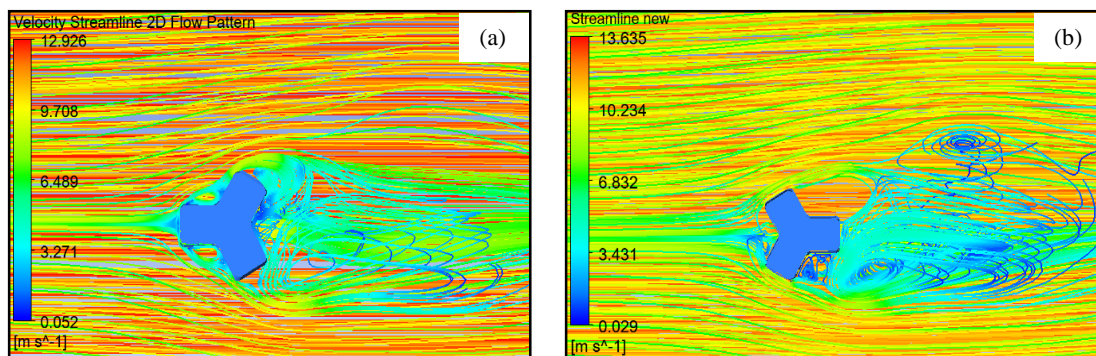 Velocity Streamline 2D Flow Pattern
(a)
12.926
9.708
6.489
3.271
0.052
[m s^-1]
Streamline new
(b)
13.635
10.234
6.832
3.431
0.029
[m s^-1]